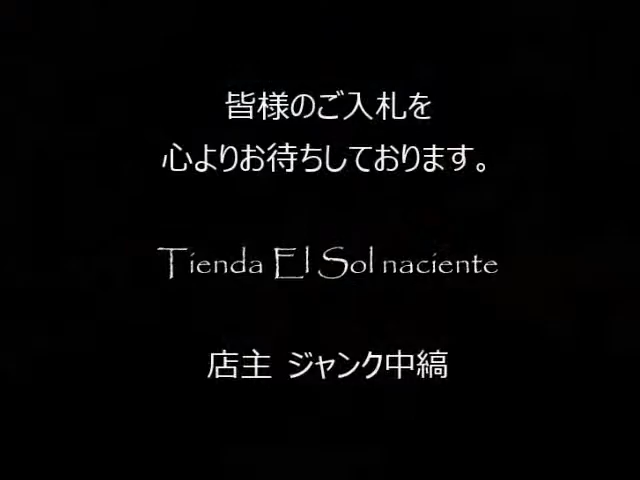 皆様のご入札を
心よりお待ちしております。
Tienda El Sol naciente
店主 ジャンク中縞